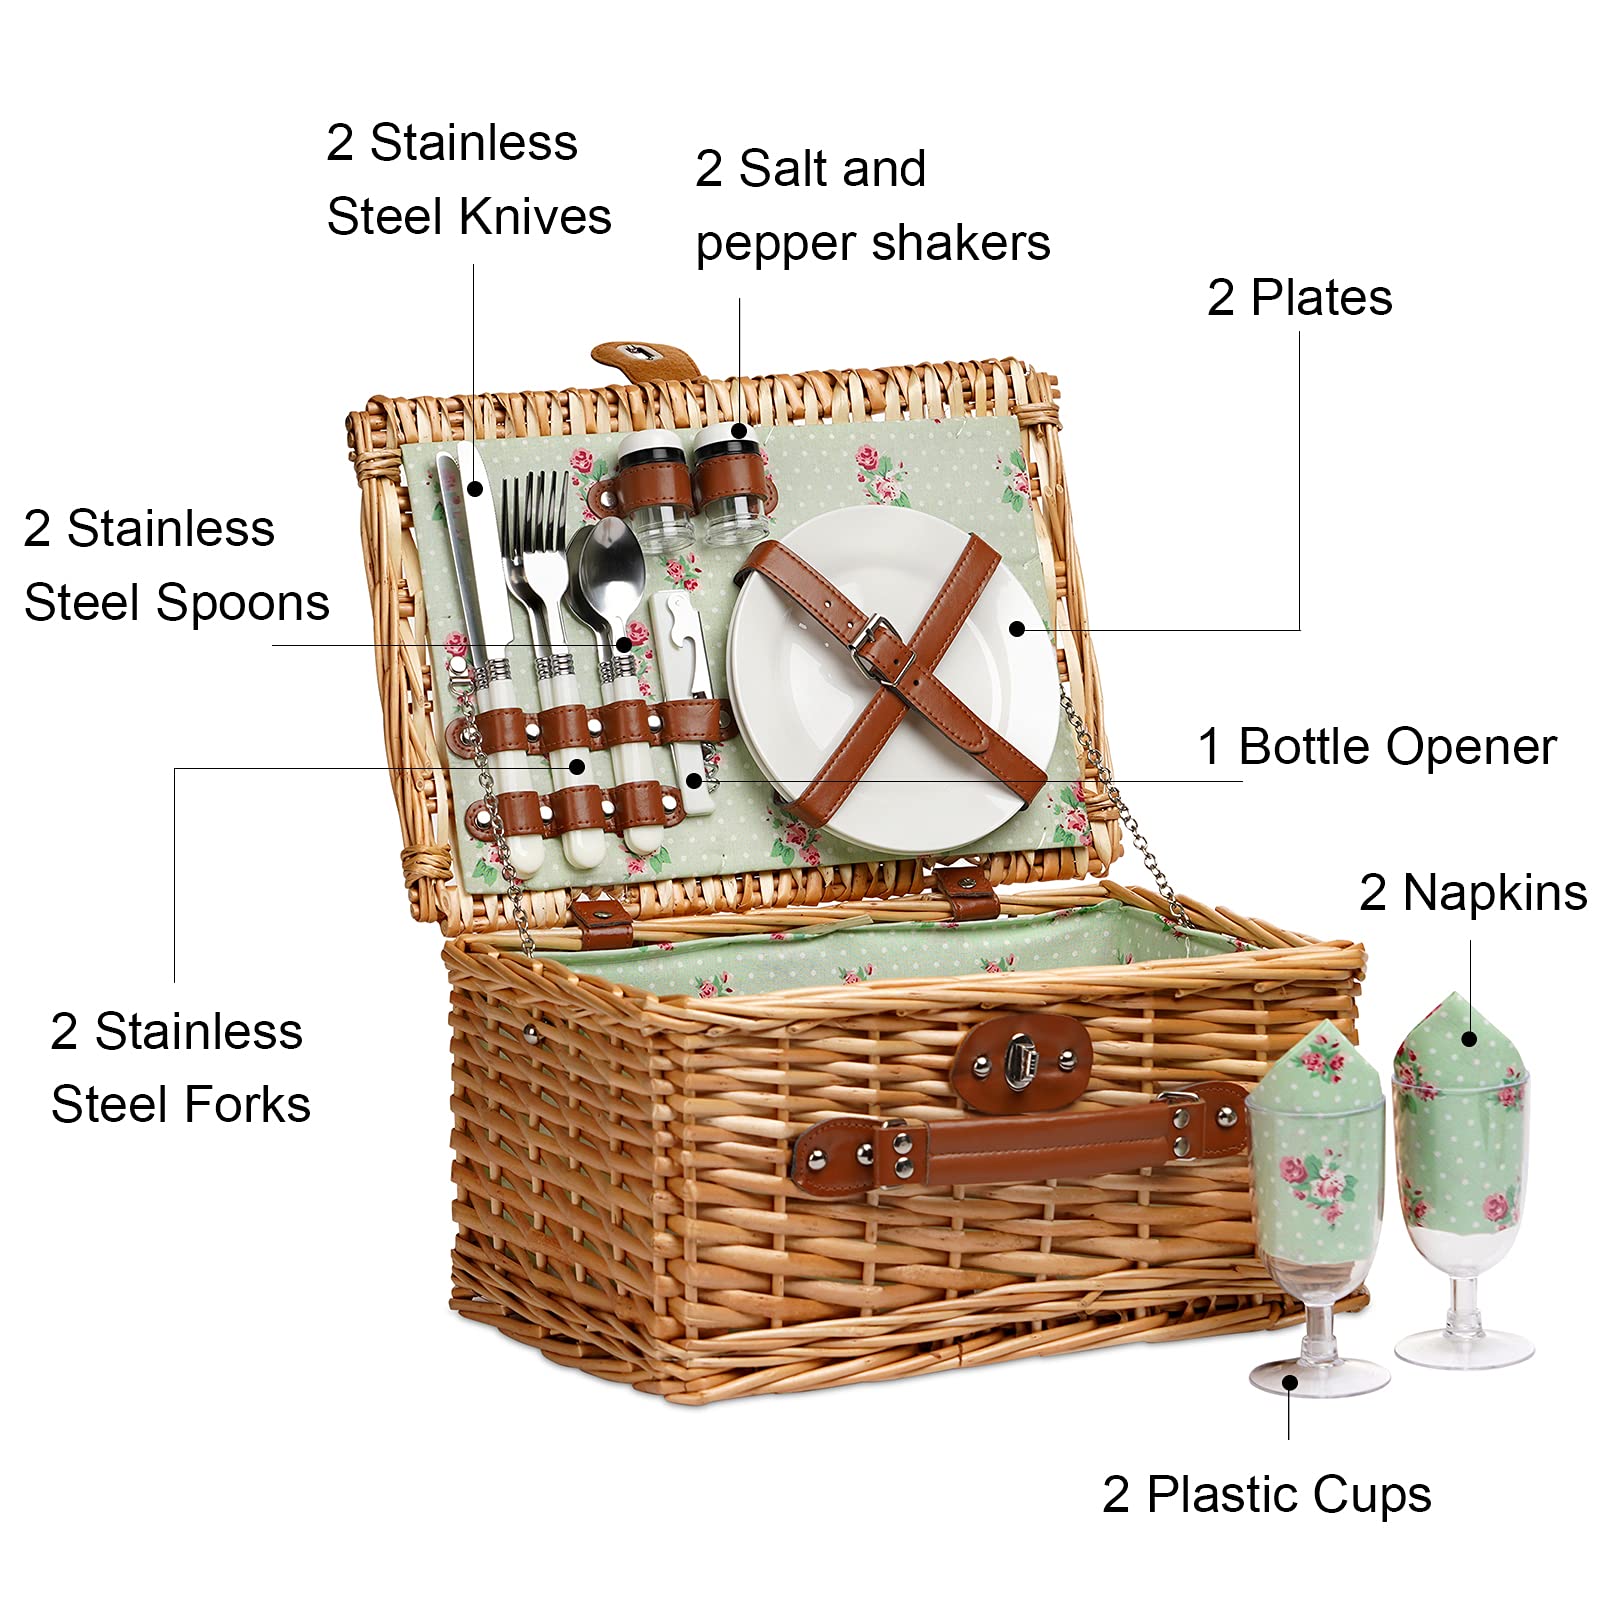 2 Stainless
Steel Knives
2 Salt and
pepper shakers
2 Plates
2 Stainless
Steel Spoons
1 Bottle Opener
2 Napkins
2 Stainless
Steel Forks
2 Plastic Cups